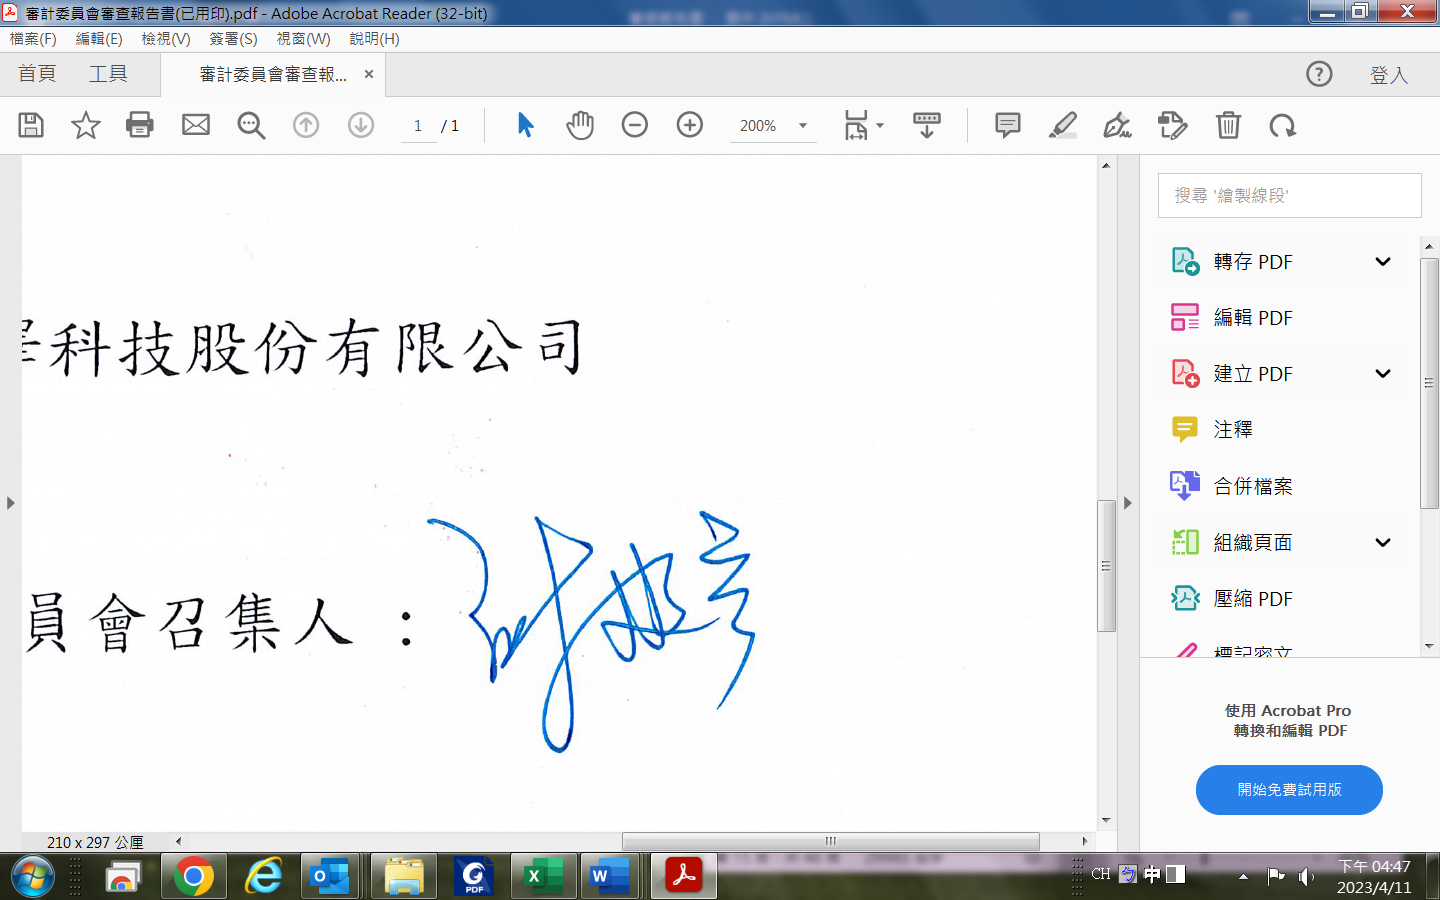 審計委員會審查報告書(已用印).pdf - Adobe Acrobat Reader (32-bit)
檔案(F) 編輯(E) 檢視(V) 簽署(S) 視窗(W) 說明(H)
首頁 工具 審計委員會審查報... × ? 登入
1 / 1 200%
搜尋 '繪製線段'
轉存 PDF
編輯 PDF
建立 PDF
注釋
合併檔案
組織頁面
壓縮 PDF
標記密文
使用 Acrobat Pro
轉換和編輯 PDF
開始免費試用版
科技股份有限公司
員會召集人：
210 x 297 公厘
CH ㄅ 中
下午 04:47
2023/4/11